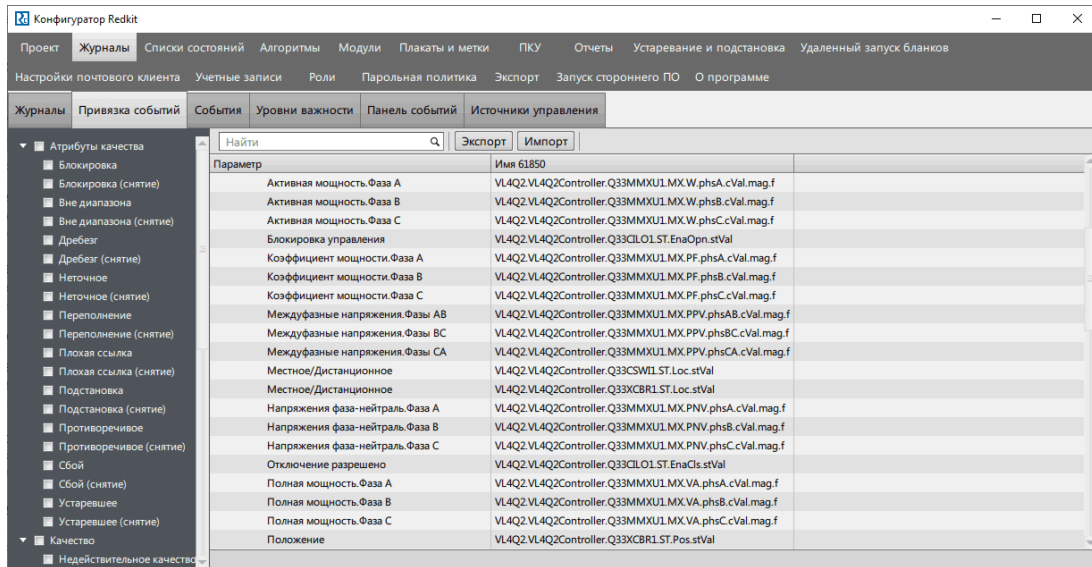 Конфигуратор Redkit
Проект Журналы Списки состояний Алгоритмы Модули Плакаты и метки ПКУ Отчеты Устаревание и подстановка Удаленный запуск бланков
Настройки почтового клиента Учетные записи Роли Парольная политика Экспорт Запуск стороннего ПО О программе
Журналы Привязка событий События Уровни важности Панель событий Источники управления
Атрибуты качества
Блокировка
Блокировка (снятие)
Вне диапазона
Вне диапазона (снятие)
Дребезг
Дребезг (снятие)
Неточное
Неточное (снятие)
Переполнение
Переполнение (снятие)
Плохая ссылка
Плохая ссылка (снятие)
Подстановка
Подстановка (снятие)
Противоречивое
Противоречивое (снятие)
Сбой
Сбой (снятие)
Устаревшее
Устаревшее (снятие)
Качество
Недействительное качество
Найти Экспорт Импорт
Параметр Имя 61850
Активная мощность.Фаза A VL4Q2.VL4Q2Controller.Q33MMXU1.MX.W.phsA.cVal.mag.f
Активная мощность.Фаза B VL4Q2.VL4Q2Controller.Q33MMXU1.MX.W.phsB.cVal.mag.f
Активная мощность.Фаза C VL4Q2.VL4Q2Controller.Q33MMXU1.MX.W.phsC.cVal.mag.f
Блокировка управления VL4Q2.VL4Q2Controller.Q33CILO1.ST.EnaOpn.stVal
Коэффициент мощности.Фаза A VL4Q2.VL4Q2Controller.Q33MMXU1.MX.PF.phsA.cVal.mag.f
Коэффициент мощности.Фаза B VL4Q2.VL4Q2Controller.Q33MMXU1.MX.PF.phsB.cVal.mag.f
Коэффициент мощности.Фаза C VL4Q2.VL4Q2Controller.Q33MMXU1.MX.PF.phsC.cVal.mag.f
Междуфазные напряжения.Фазы AB VL4Q2.VL4Q2Controller.Q33MMXU1.MX.PPV.phsAB.cVal.mag.f
Междуфазные напряжения.Фазы BC VL4Q2.VL4Q2Controller.Q33MMXU1.MX.PPV.phsBC.cVal.mag.f
Междуфазные напряжения.Фазы CA VL4Q2.VL4Q2Controller.Q33MMXU1.MX.PPV.phsCA.cVal.mag.f
Местное/Дистанционное VL4Q2.VL4Q2Controller.Q33CSWI1.ST.Loc.stVal
Местное/Дистанционное VL4Q2.VL4Q2Controller.Q33XCBR1.ST.Loc.stVal
Напряжения фаза-нейтраль.Фаза A VL4Q2.VL4Q2Controller.Q33MMXU1.MX.PNV.phsA.cVal.mag.f
Напряжения фаза-нейтраль.Фаза B VL4Q2.VL4Q2Controller.Q33MMXU1.MX.PNV.phsB.cVal.mag.f
Напряжения фаза-нейтраль.Фаза C VL4Q2.VL4Q2Controller.Q33MMXU1.MX.PNV.phsC.cVal.mag.f
Отключение разрешено VL4Q2.VL4Q2Controller.Q33CILO1.ST.EnaCls.stVal
Полная мощность.Фаза A VL4Q2.VL4Q2Controller.Q33MMXU1.MX.VA.phsA.cVal.mag.f
Полная мощность.Фаза B VL4Q2.VL4Q2Controller.Q33MMXU1.MX.VA.phsB.cVal.mag.f
Полная мощность.Фаза C VL4Q2.VL4Q2Controller.Q33MMXU1.MX.VA.phsC.cVal.mag.f
Положение VL4Q2.VL4Q2Controller.Q33XCBR1.ST.Pos.stVal